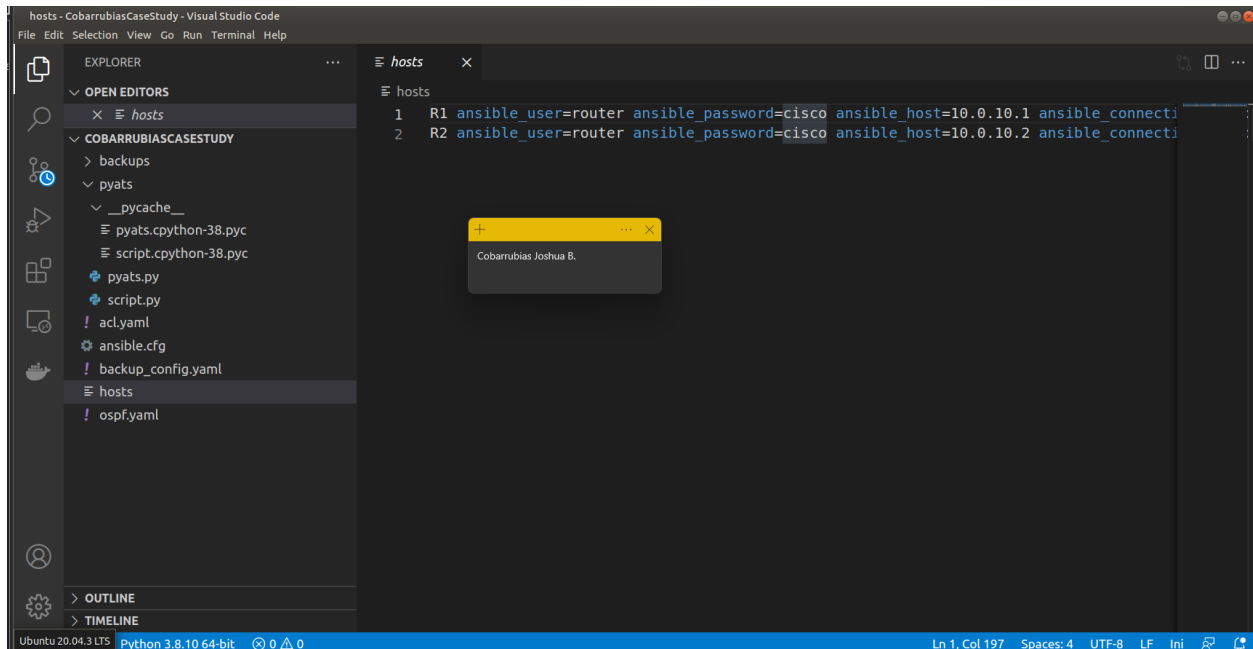 hosts - CobarrubiasCaseStudy - Visual Studio Code
File Edit Selection View Go Run Terminal Help
EXPLORER ···
OPEN EDITORS
hosts
COBARRUBIASCASESTUDY
backups
pyats
__pycache__
pyats.cpython-38.pyc
script.cpython-38.pyc
pyats.py
script.py
! acl.yaml
ansible.cfg
! backup_config.yaml
hosts
! ospf.yaml
OUTLINE
TIMELINE
hosts
hosts
1 R1 ansible_user=router ansible_password=cisco ansible_host=10.0.10.1 ansible_connecti
2 R2 ansible_user=router ansible_password=cisco ansible_host=10.0.10.2 ansible_connecti
Cobarrubias Joshua B.
Ubuntu 20.04.3 LTS Python 3.8.10 64-bit 0 0 Ln 1, Col 197 Spaces: 4 UTF-8 LF Ini